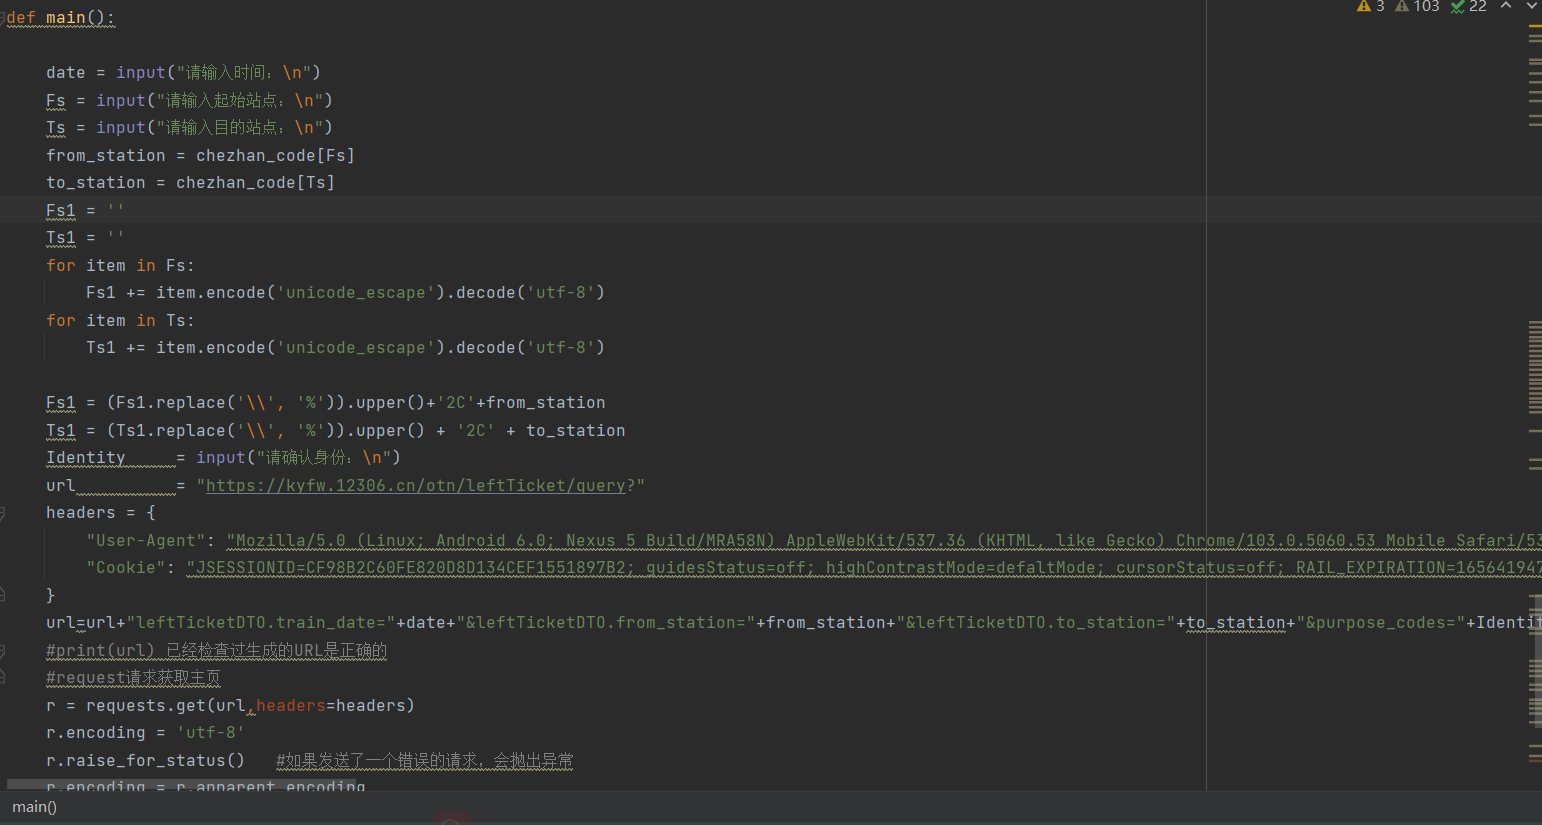 3 103 22
def main():
date = input("请输入时间：\n")
Fs = input("请输入起始站点：\n")
Ts = input("请输入目的站点：\n")
from_station = chezhan_code[Fs]
to_station = chezhan_code[Ts]
Fs1 = ''
Ts1 = ''
for item in Fs:
Fs1 += item.encode('unicode_escape').decode('utf-8')
for item in Ts:
Ts1 += item.encode('unicode_escape').decode('utf-8')
Fs1 = (Fs1.replace('\\', '%')).upper()+'2C'+from_station
Ts1 = (Ts1.replace('\\', '%')).upper() + '2C' + to_station
Identity = input("请确认身份：\n")
url = "https://kyfw.12306.cn/otn/leftTicket/query?"
headers = {
"User-Agent": "Mozilla/5.0 (Linux; Android 6.0; Nexus 5 Build/MRA58N) AppleWebKit/537.36 (KHTML, like Gecko) Chrome/103.0.5060.53 Mobile Safari/53
"Cookie": "JSESSIONID=CF98B2C60FE820D8D134CEF1551897B2; guidesStatus=off; highContrastMode=defaltMode; cursorStatus=off; RAIL_EXPIRATION=165641947
}
url=url+"leftTicketDTO.train_date="+date+"&leftTicketDTO.from_station="+from_station+"&leftTicketDTO.to_station="+to_station+"&purpose_codes="+Identit
#print(url) 已经检查过生成的URL是正确的
#request请求获取主页
r = requests.get(url,headers=headers)
r.encoding = 'utf-8'
r.raise_for_status() #如果发送了一个错误的请求，会抛出异常
r.encoding = r.apparent_encoding
main()